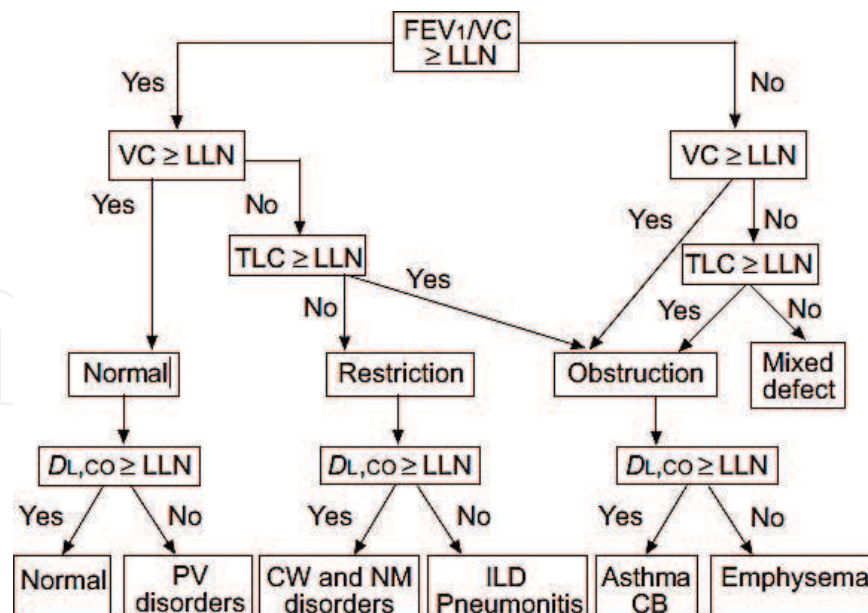 FEV1/VC
≥ LLN
Yes
No
VC ≥ LLN
VC ≥ LLN
Yes
No
Yes
No
TLC ≥ LLN
Yes
TLC ≥ LLN
No
Yes
No
Normal
Restriction
Obstruction
Mixed
defect
DL,CO ≥ LLN
DL,CO ≥ LLN
DL,CO ≥ LLN
Yes
No
Yes
No
Yes
No
Normal
PV
disorders
CW and NM
disorders
ILD
Pneumonitis
Asthma
CB
Emphysema